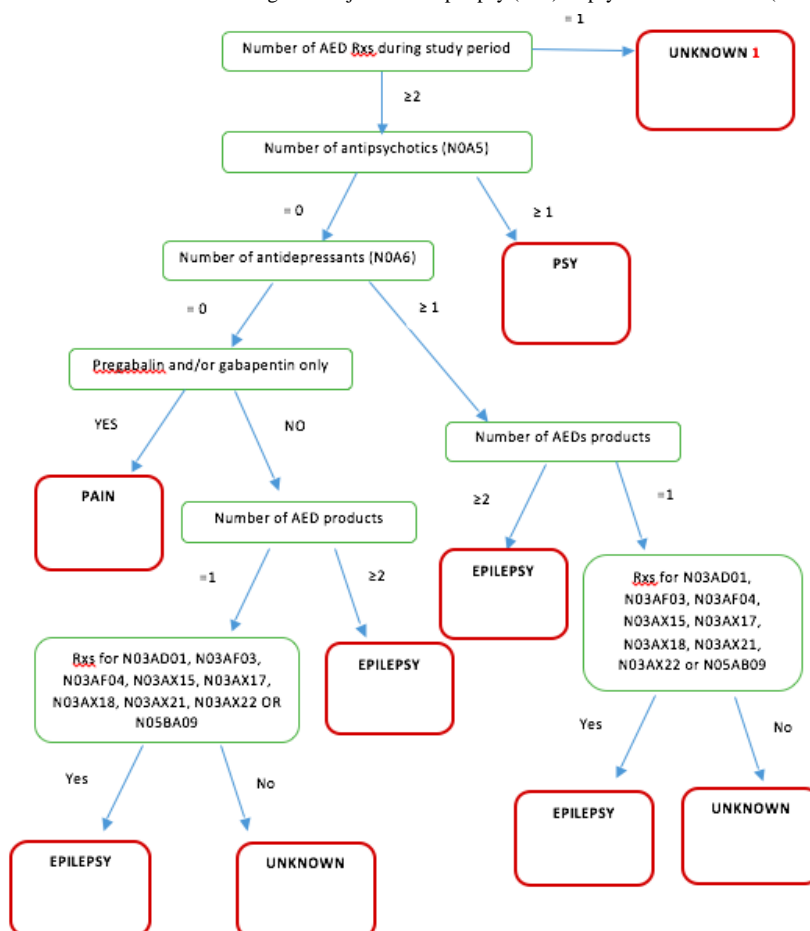 = 1
Number of AED Rxs during study period
UNKNOWN 1
≥2
Number of antipsychotics (N0A5)
= 0
≥ 1
Number of antidepressants (N0A6)
PSY
= 0
≥ 1
Pregabalin and/or gabapentin only
YES
NO
Number of AEDs products
PAIN
Number of AED products
≥2
=1
EPILEPSY
Rxs for N03AD01,
N03AF03, N03AF04,
N03AX15, N03AX17,
N03AX18, N03AX21,
N03AX22 or N05AB09
=1
≥2
Rxs for N03AD01, N03AF03,
N03AF04, N03AX15, N03AX17,
N03AX18, N03AX21, N03AX22 OR
N05BA09
EPILEPSY
Yes
No
Yes
No
EPILEPSY
UNKNOWN
EPILEPSY
UNKNOWN